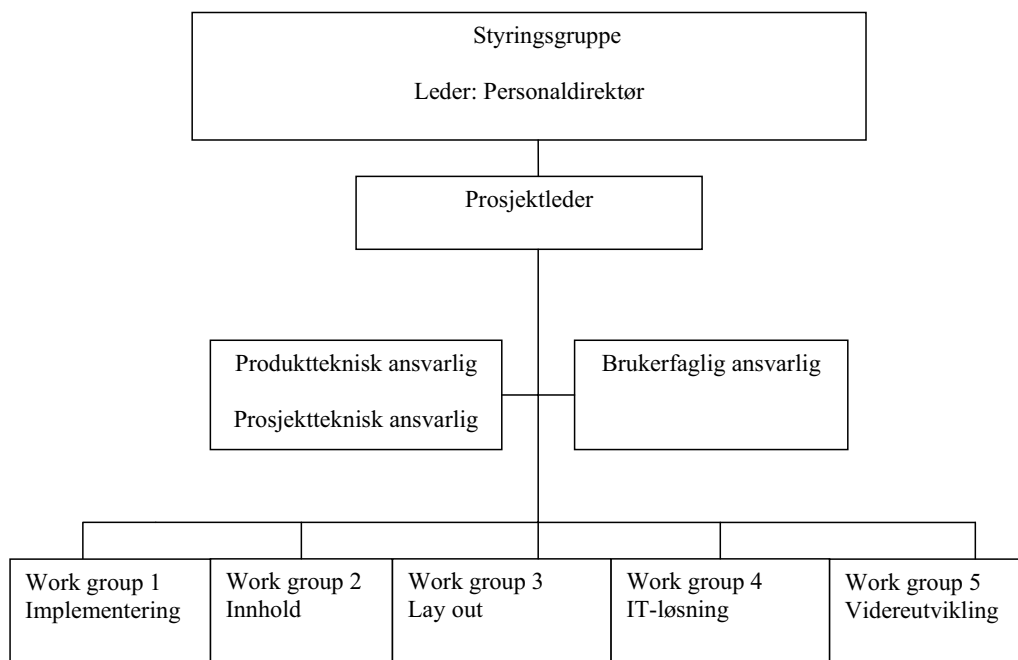 Styringsgruppe
Leder: Personaldirektør
Prosjektleder
Produktteknisk ansvarlig
Prosjektteknisk ansvarlig
Brukerfaglig ansvarlig
Work group 1
Implementering
Work group 2
Innhold
Work group 3
Lay out
Work group 4
IT-løsning
Work group 5
Videreutvikling